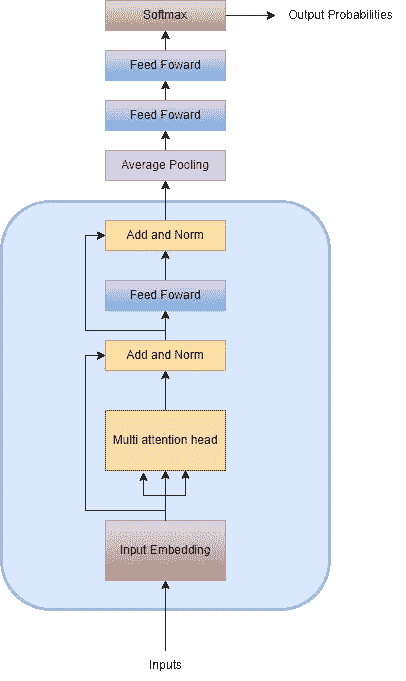 Softmax
Output Probabilities
Feed Foward
Feed Foward
Average Pooling
Add and Norm
Feed Foward
Add and Norm
Multi attention head
Input Embedding
Inputs